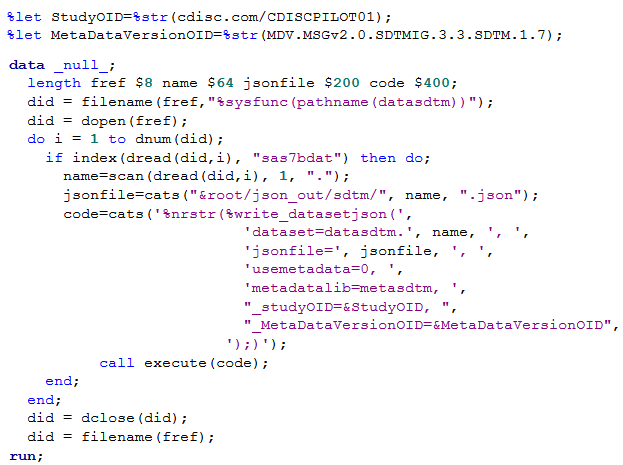 %let StudyOID=%str(cdisc.com/CDISCPILOT01);
%let MetaDataVersionOID=%str(MDV.MSGv2.0.SDTMIG.3.3.SDTM.1.7);
data _null_;
length fref $8 name $64 jsonfile $200 code $400;
did = filename(fref,"%sysfunc(pathname(datasdtm))");
did = dopen(fref);
do i = 1 to dnum(did);
if index(dread(did,i), "sas7bdat") then do;
name=scan(dread(did,i), 1, ".");
jsonfile=cats("&root/json_out/sdtm/", name, ".json");
code=cats('%nrstr(%write_datasetjson(',
'dataset=datasdtm.', name, ', ',
'jsonfile=', jsonfile, ', ',
'usemetadata=0, ',
'metadatalib=metasdtm, ',
"_studyOID=&StudyOID, ",
"_MetaDataVersionOID=&MetaDataVersionOID",
');)');
call execute(code);
end;
end;
did = dclose(did);
did = filename(fref);
run;